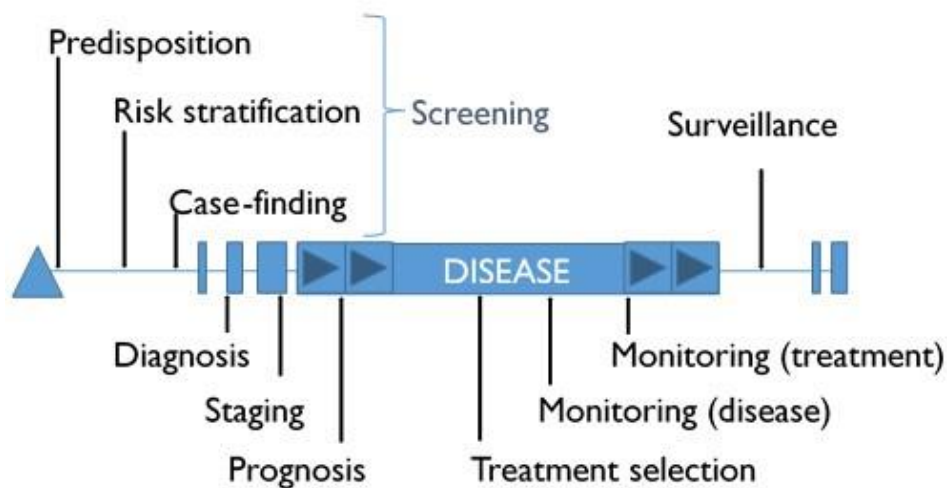 Predisposition
Risk stratification
Screening
Surveillance
Case-finding
DISEASE
Diagnosis
Monitoring (treatment)
Staging
Monitoring (disease)
Prognosis
Treatment selection